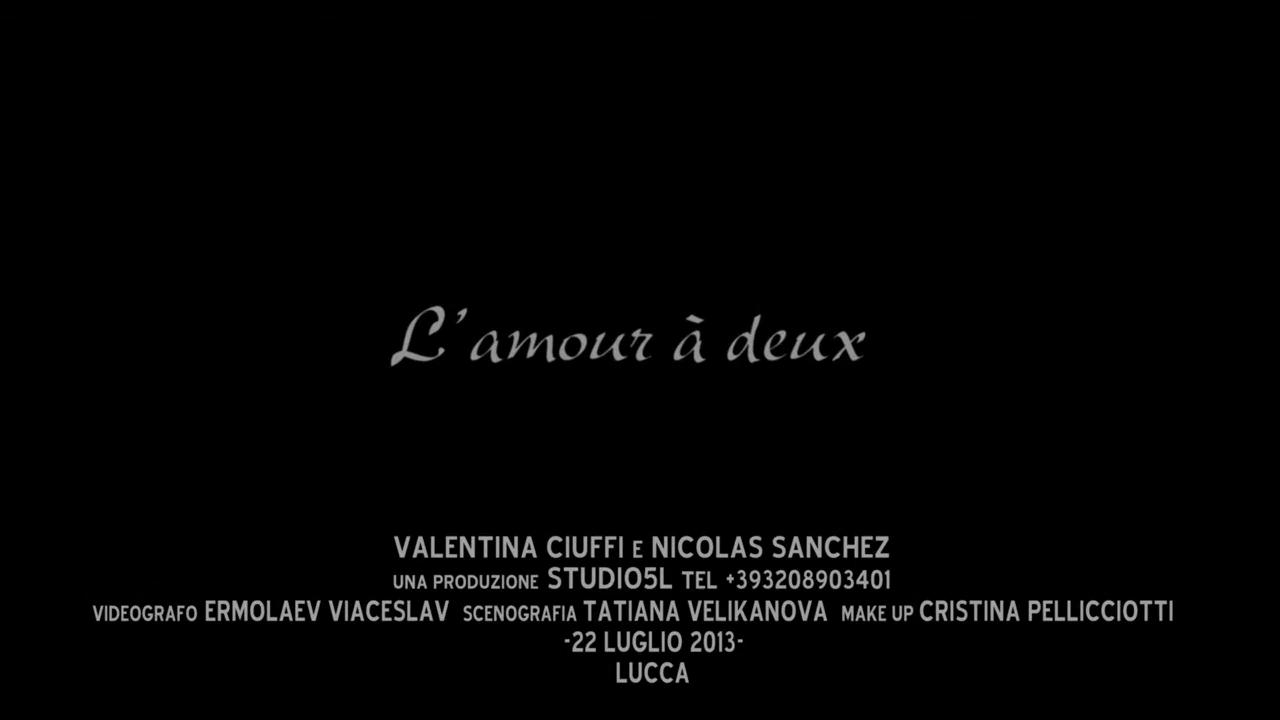 L'amour à deux
VALENTINA CIUFFI E NICOLAS SANCHEZ
UNA PRODUZIONE STUDIO5L TEL +393208903401
VIDEOGRAFO ERMOLAEV VIACESLAV SCENOGRAFIA TATIANA VELIKANOVA MAKE UP CRISTINA PELLICCIOTTI
-22 LUGLIO 2013-
LUCCA